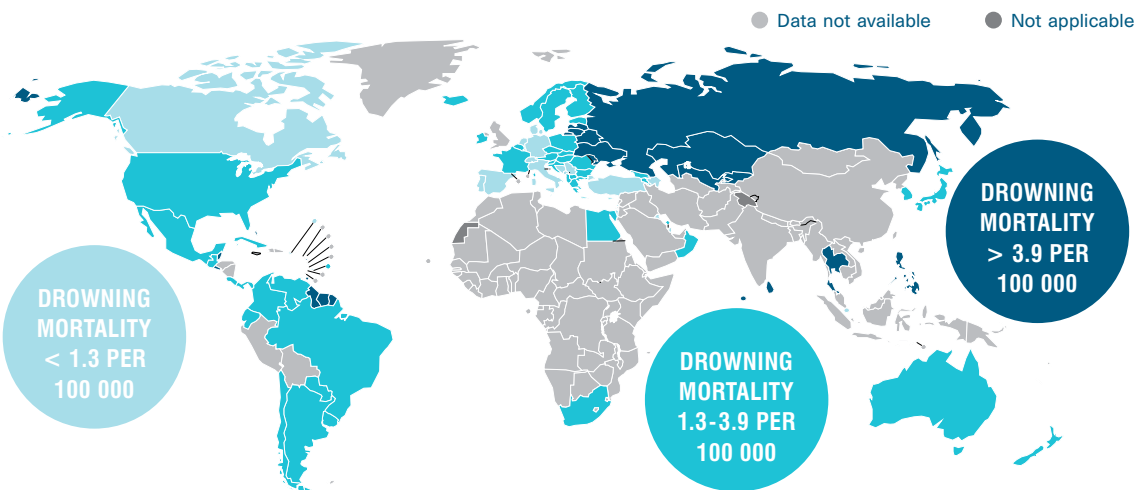 Data not available
Not applicable
DROWNING
MORTALITY
> 3.9 PER
100 000
DROWNING
MORTALITY
< 1.3 PER
100 000
DROWNING
MORTALITY
1.3-3.9 PER
100 000